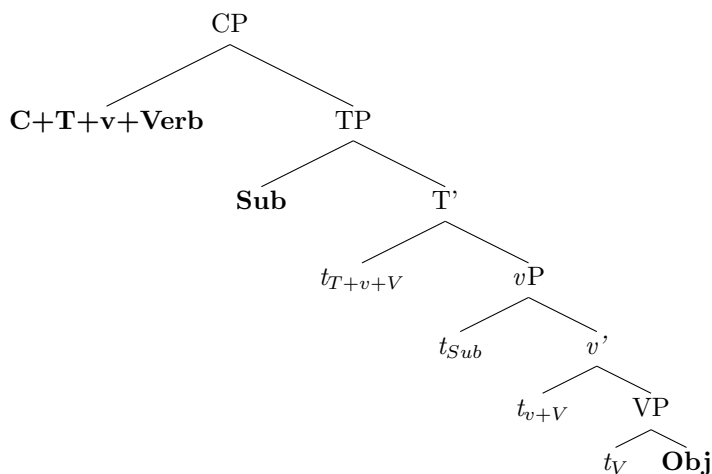 CP
C+T+v+Verb TP
Sub T'
t_{T+v+V} vP
t_{Sub} v'
t_{v+V} VP
t_V Obj